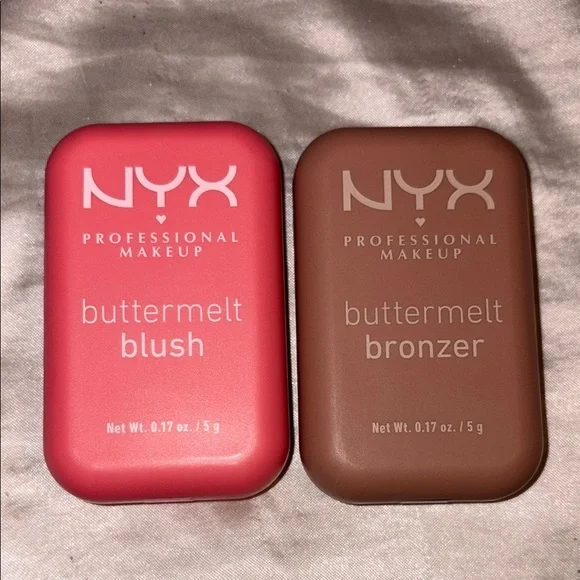 NYX
PROFESSIONAL
MAKEUP
buttermelt
blush
Net Wt. 0.17 oz. / 5 g
NYX
PROFESSIONAL
MAKEUP
buttermelt
bronzer
Net Wt. 0.17 oz. / 5 g